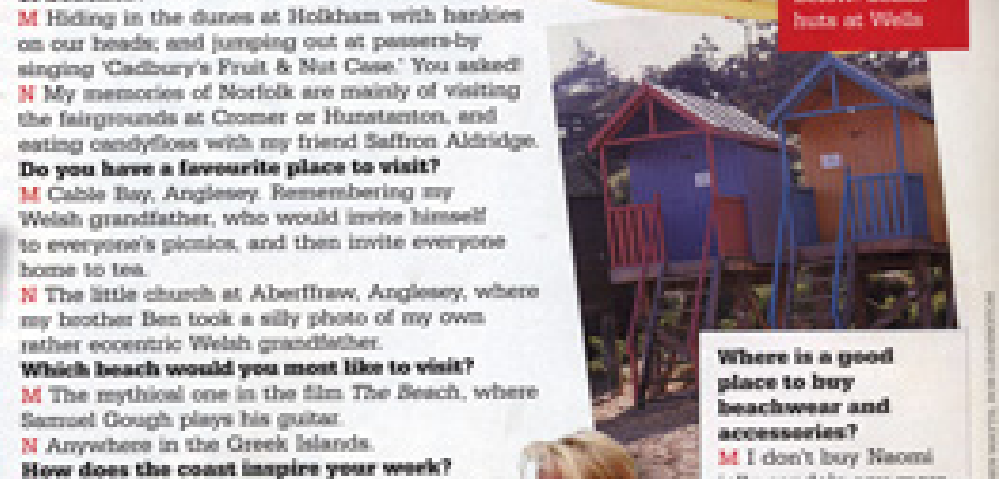 M Hiding in the dunes at Holkham with hankies
on our heads; and jumping out at passers-by
singing 'Cadbury's Fruit & Nut Case.' You asked!
N My memories of Norfolk are mainly of visiting
the fairgrounds at Cromer or Hunstanton, and
eating candyfloss with my friend Saffron Aldridge.
Do you have a favourite place to visit?
M Cable Bay, Anglesey. Remembering my
Welsh grandfather, who would invite himself
to everyone's picnics, and then invite everyone
home to tea.
N The little church at Aberffraw, Anglesey, where
my brother Ben took a silly photo of my own
rather eccentric Welsh grandfather.
Which beach would you most like to visit?
M The mythical one in the film The Beach, where
Samuel Gough plays his guitar.
N Anywhere in the Greek Islands.
How does the coast inspire your work?
huts at Wells
Where is a good
place to buy
beachwear and
accessories?
M I don't buy Naomi